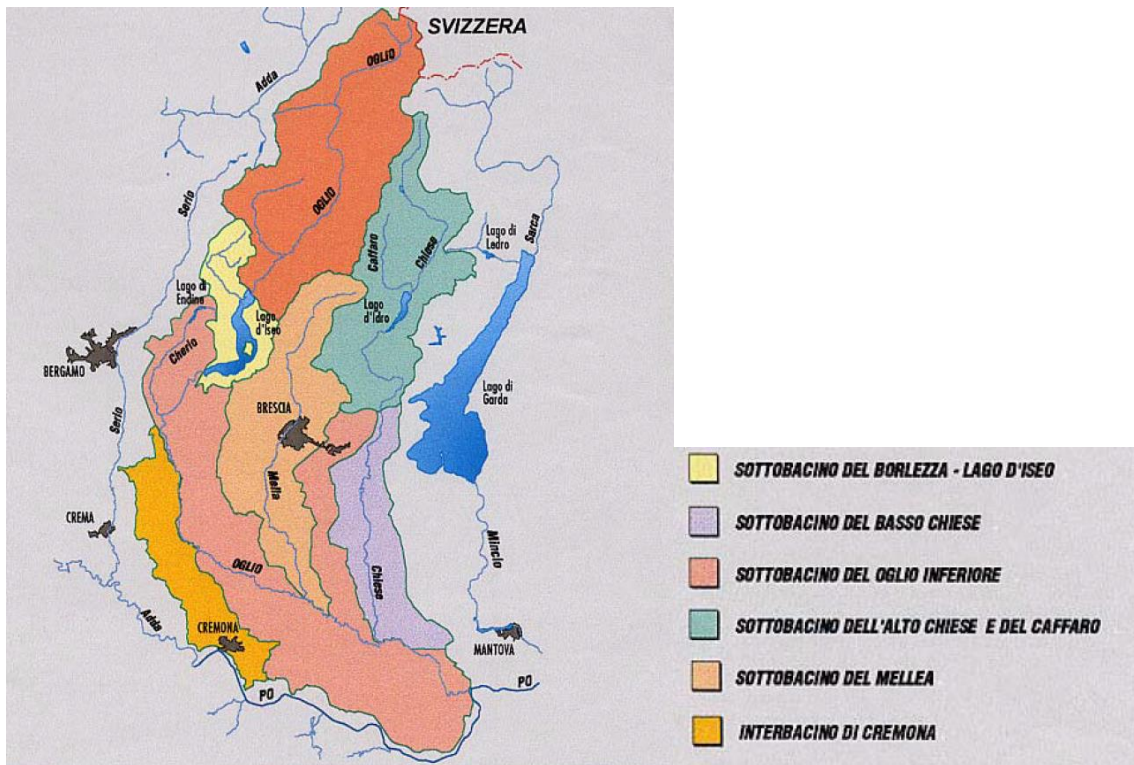 SVIZZERA
OGLIO
Adda
Serio
OGLIO
Caffaro
Chiese
Lago di
Ledro
Sarca
Lago di
Endine
Lago
d'Iseo
Lago
d'Idro
Cherio
BERGAMO
Lago di
Garda
Serio
BRESCIA
Mella
CREMA
OGLIO
Chiese
Mincio
Adda
CREMONA
MANTOVA
PO
PO
SOTTOBACINO DEL BORLEZZA - LAGO D'ISEO
SOTTOBACINO DEL BASSO CHIESE
SOTTOBACINO DEL OGLIO INFERIORE
SOTTOBACINO DELL'ALTO CHIESE E DEL CAFFARO
SOTTOBACINO DEL MELLEA
INTERBACINO DI CREMONA